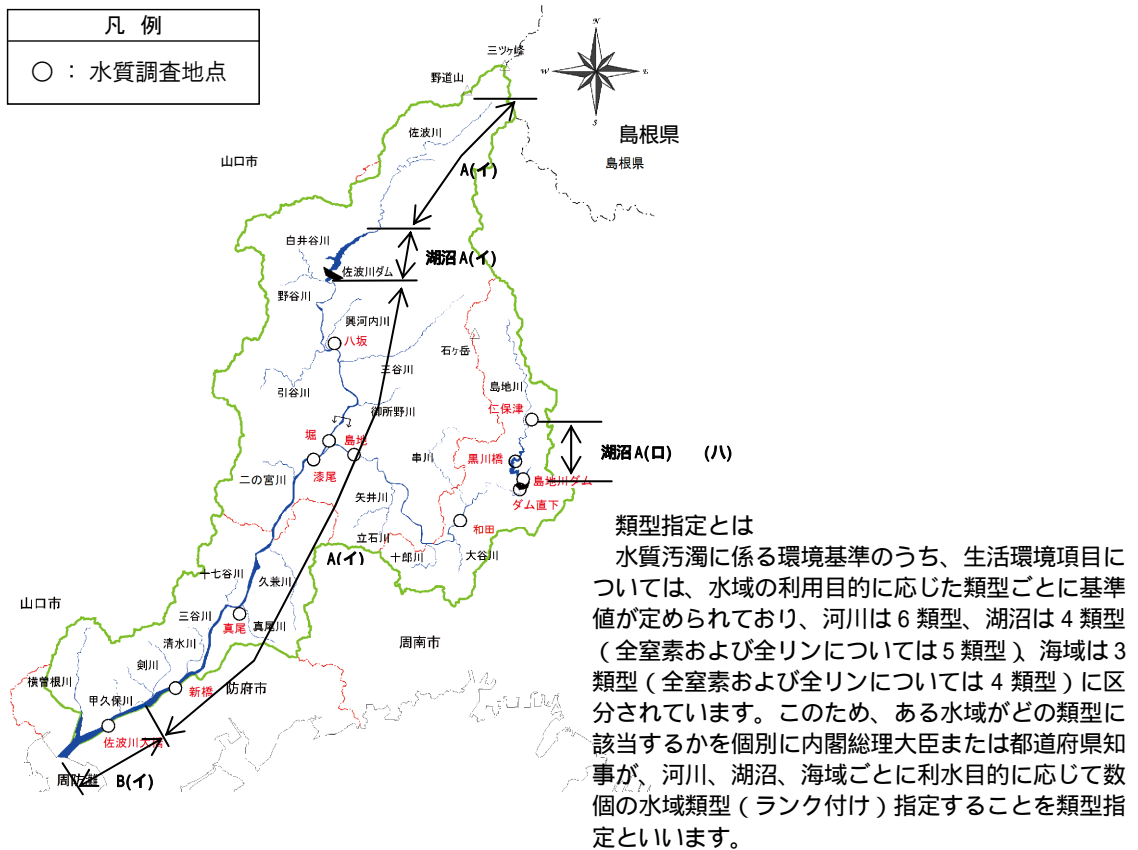 凡 例
○ : 水質調査地点
N
W
E
S
三ツヶ峰
野道山
佐波川
島根県
島根県
山口市
A(イ)
白井谷川
湖沼A(イ)
佐波川ダム
野谷川
興河内川
八坂
石ヶ岳
三谷川
引谷川
島地川
仁保津
御所野川
堀
島地
湖沼A(ロ) (ハ)
串川
黒川橋
漆尾
二の宮川
島地川ダム
ダム直下
矢井川
和田
立石川
十郎川
大谷川
A(イ)
十七谷川
久兼川
山口市
三谷川
真尾
真尾川
清水川
周南市
剣川
横曽根川
新橋
防府市
甲久保川
佐波川大橋
周防灘
B(イ)
類型指定とは
水質汚濁に係る環境基準のうち、生活環境項目に
ついては、水域の利用目的に応じた類型ごとに基準
値が定められており、河川は6類型、湖沼は4類型
(全窒素および全リンについては5類型)、海域は3
類型(全窒素および全リンについては4類型)に区
分されています。このため、ある水域がどの類型に
該当するかを個別に内閣総理大臣または都道府県知
事が、河川、湖沼、海域ごとに利水目的に応じて数
個の水域類型(ランク付け)指定することを類型指
定といいます。